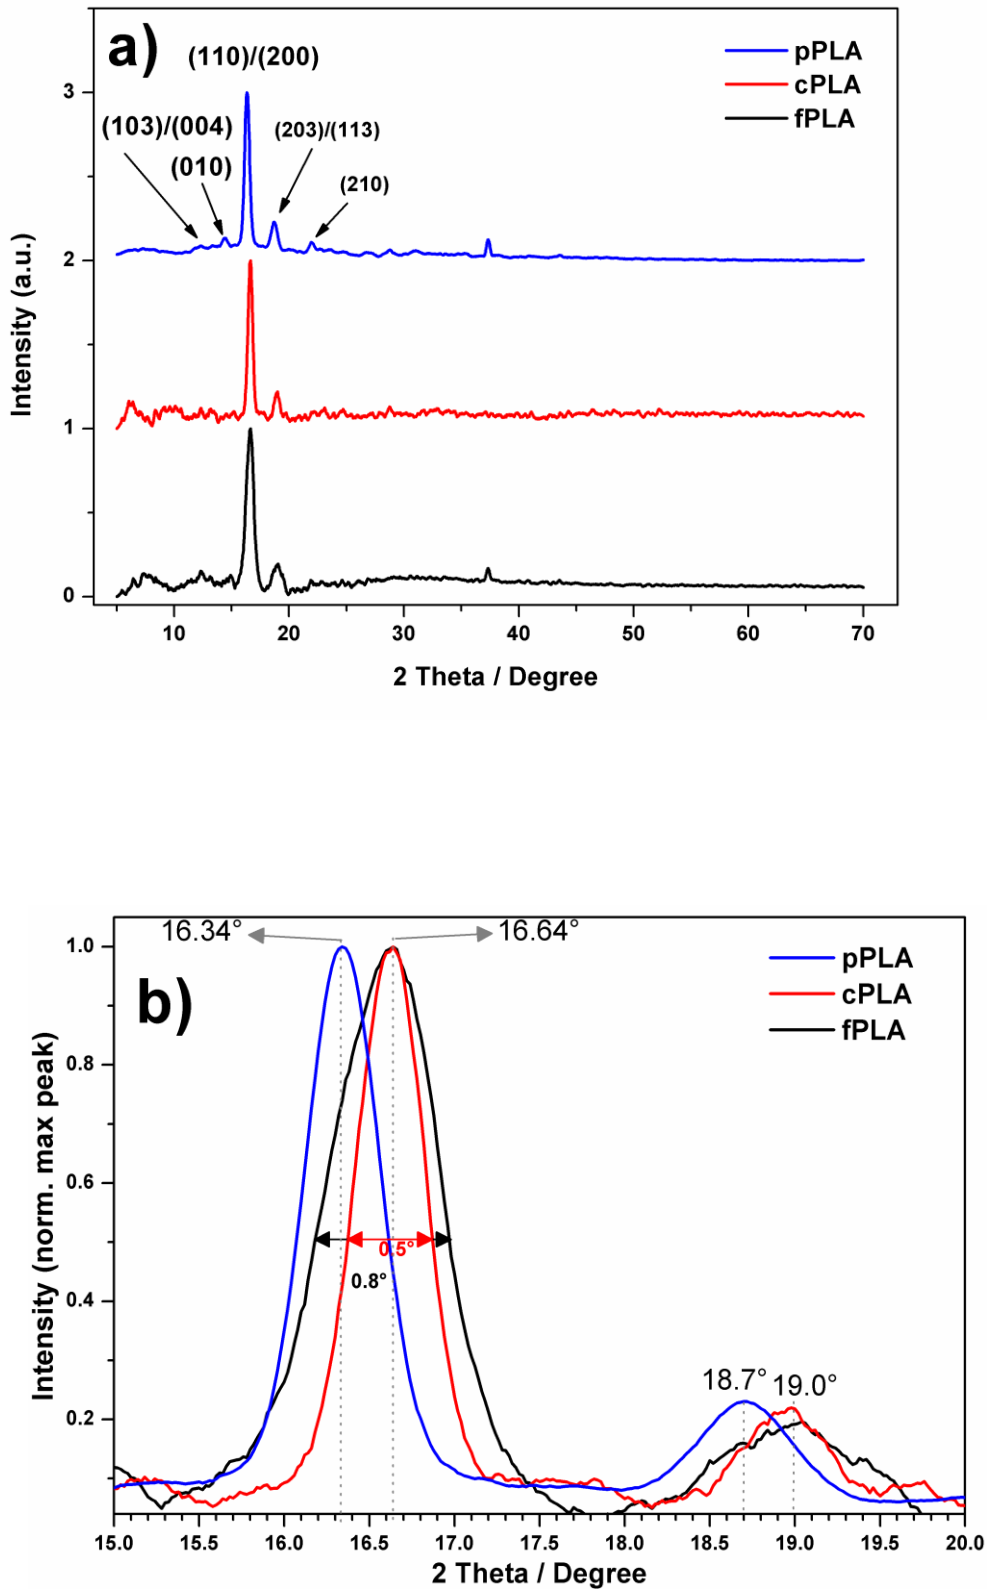 a)
(110)/(200)
pPLA
cPLA
fPLA
(103)/(004)
(203)/(113)
(010)
(210)
3
2
1
0
Intensity (a.u.)
10 20 30 40 50 60 70
2 Theta / Degree
16.34° 16.64°
b)
pPLA
cPLA
fPLA
1.0
0.8
0.6
0.4
0.2
Intensity (norm. max peak)
0.5°
0.8°
18.7° 19.0°
15.0 15.5 16.0 16.5 17.0 17.5 18.0 18.5 19.0 19.5 20.0
2 Theta / Degree